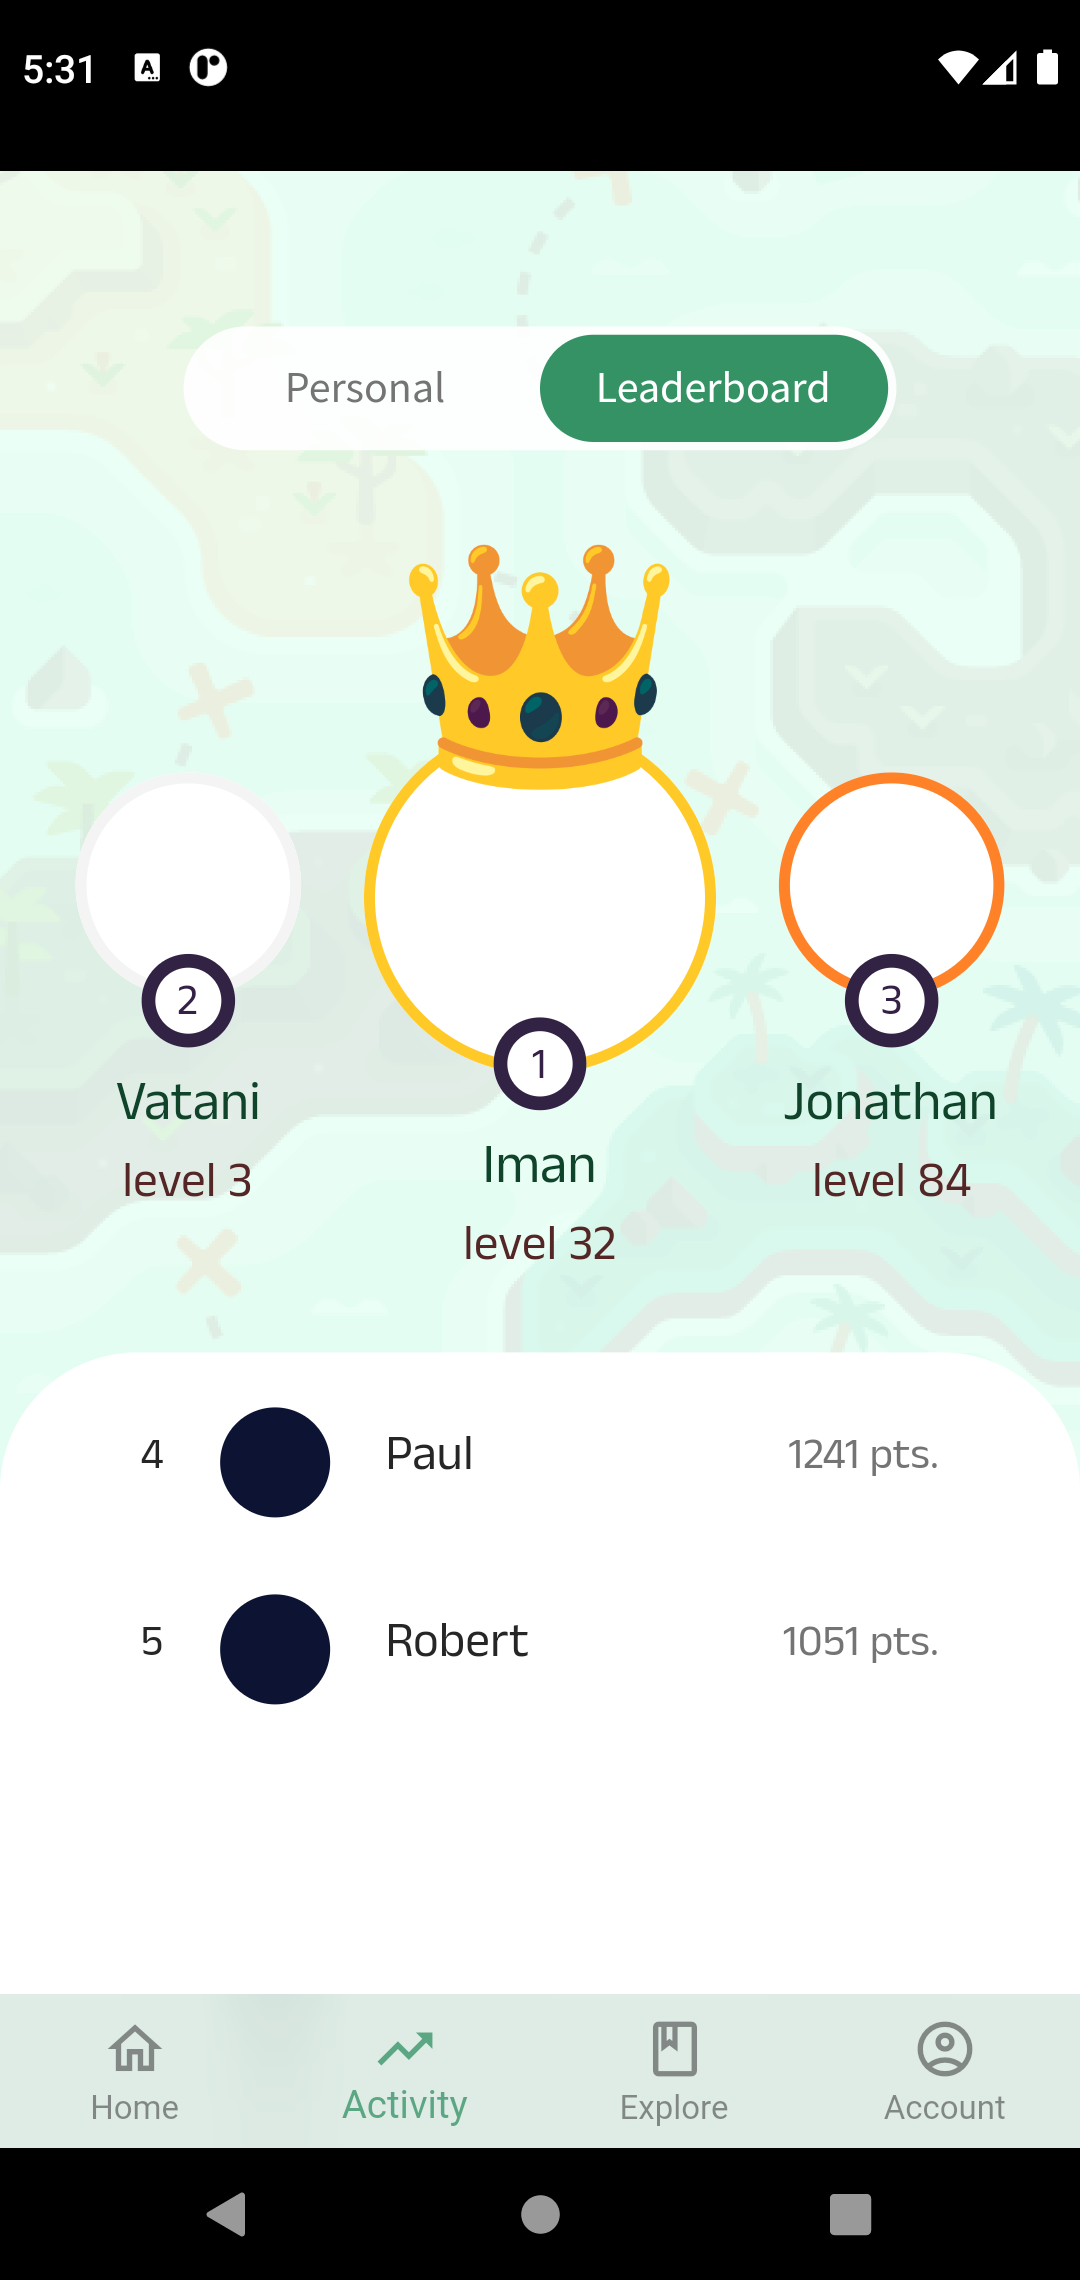 5:31
Personal
Leaderboard
2
1
3
Vatani
Iman
Jonathan
level 3
level 32
level 84
4
Paul
1241 pts.
5
Robert
1051 pts.
Home
Activity
Explore
Account